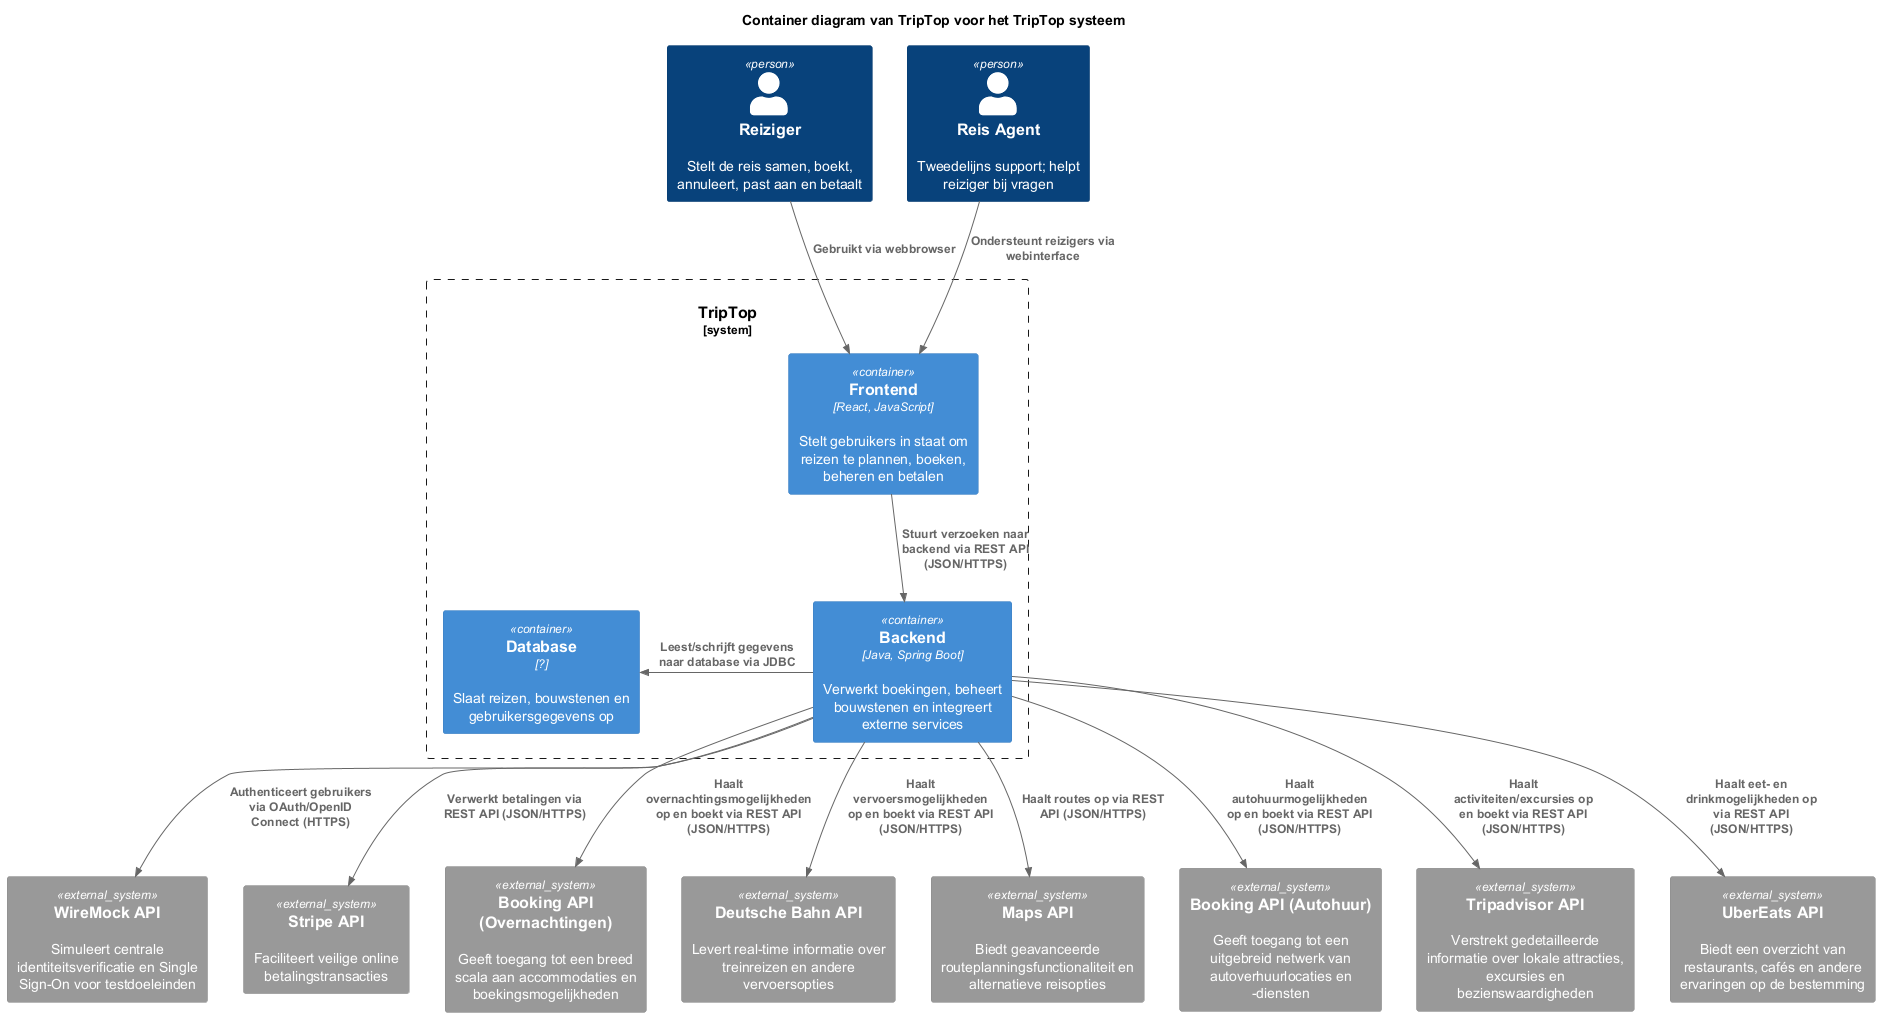 Container diagram van TripTop voor het TripTop systeem
«person»
Reiziger
Stelt de reis samen, boekt,
annuleert, past aan en betaalt
«person»
Reis Agent
Tweedelijns support; helpt
reiziger bij vragen
Gebruikt via webbrowser
Ondersteunt reizigers via
webinterface
TripTop
[system]
«container»
Frontend
[React, JavaScript]
Stelt gebruikers in staat om
reizen te plannen, boeken,
beheren en betalen
Stuurt verzoeken naar
backend via REST API
(JSON/HTTPS)
«container»
Database
[?]
Slaat reizen, bouwstenen en
gebruikersgegevens op
Leest/schrijft gegevens
naar database via JDBC
«container»
Backend
[Java, Spring Boot]
Verwerkt boekingen, beheert
bouwstenen en integreert
externe services
Authenticeert gebruikers
via OAuth/OpenID
Connect (HTTPS)
Verwerkt betalingen via
REST API (JSON/HTTPS)
Haalt
overnachtingsmogelijkheden
op en boekt via REST API
(JSON/HTTPS)
Haalt
vervoersmogelijkheden
op en boekt via REST API
(JSON/HTTPS)
Haalt routes op via REST
API (JSON/HTTPS)
Haalt
autohuurmogelijkheden
op en boekt via REST API
(JSON/HTTPS)
Haalt
activiteiten/excursies op
en boekt via REST API
(JSON/HTTPS)
Haalt eet- en
drinkmogelijkheden op
via REST API
(JSON/HTTPS)
«external_system»
WireMock API
Simuleert centrale
identiteitsverificatie en Single
Sign-On voor testdoeleinden
«external_system»
Stripe API
Faciliteert veilige online
betalingstransacties
«external_system»
Booking API
(Overnachtingen)
Geeft toegang tot een breed
scala aan accommodaties en
boekingsmogelijkheden
«external_system»
Deutsche Bahn API
Levert real-time informatie over
treinreizen en andere
vervoersopties
«external_system»
Maps API
Biedt geavanceerde
routeplanningsfunctionaliteit en
alternatieve reisopties
«external_system»
Booking API (Autohuur)
Geeft toegang tot een
uitgebreid netwerk van
autoverhuurlocaties en
-diensten
«external_system»
Tripadvisor API
Verstrekt gedetailleerde
informatie over lokale attracties,
excursies en
bezienswaardigheden
«external_system»
UberEats API
Biedt een overzicht van
restaurants, cafés en andere
ervaringen op de bestemming